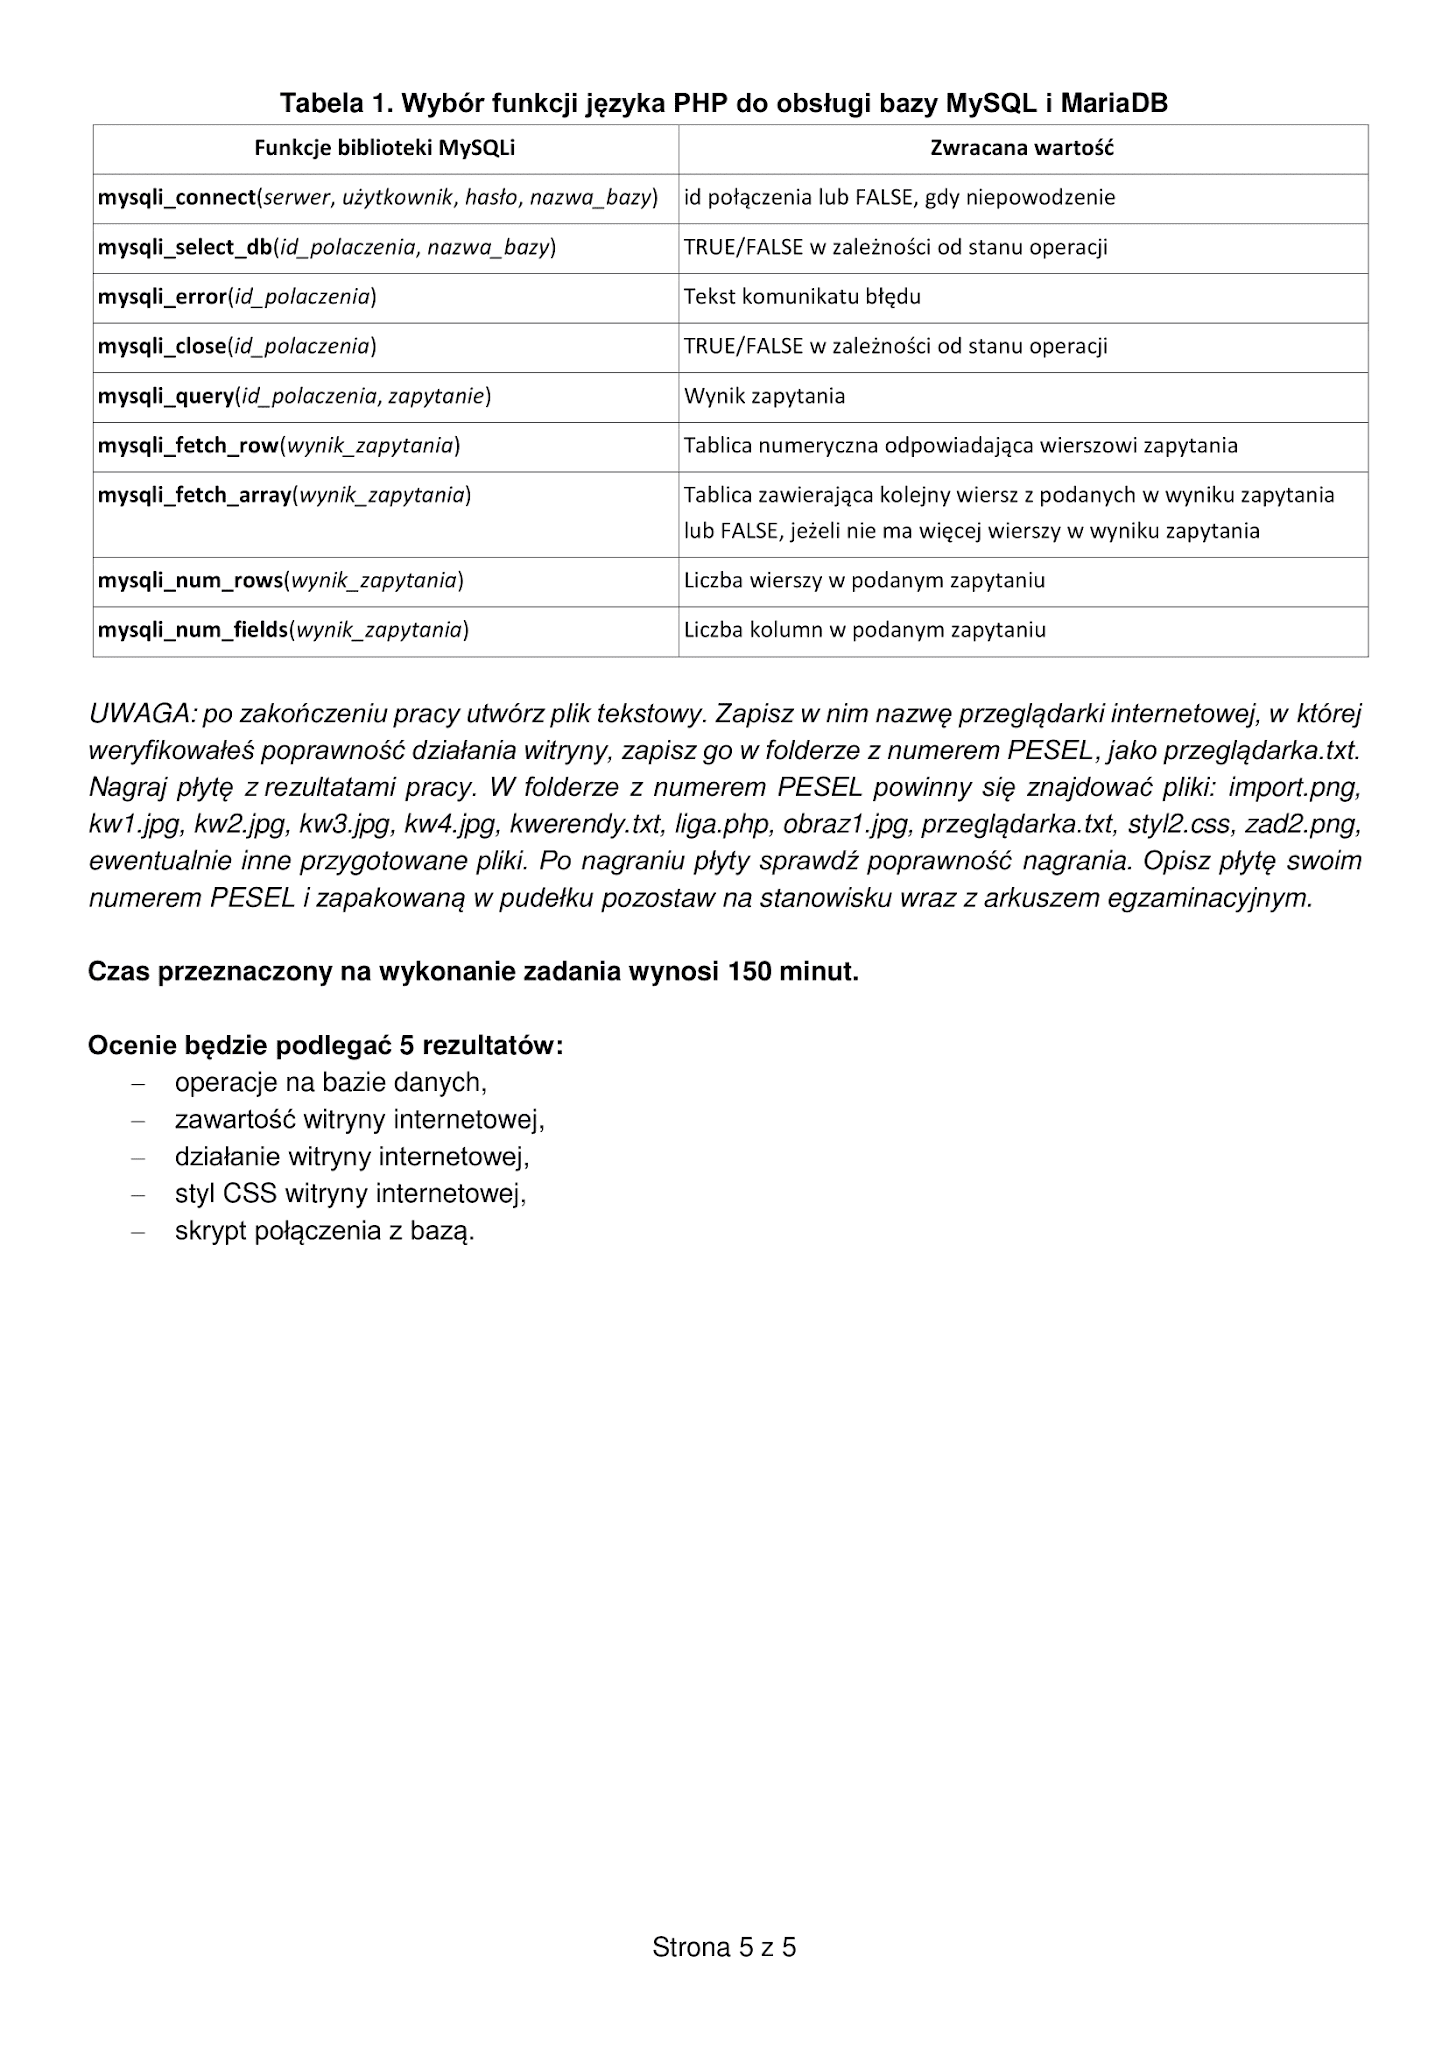 Tabela 1. Wybór funkcji języka PHP do obsługi bazy MySQL i MariaDB
Funkcje biblioteki MySQLi Zwracana wartość
mysqli_connect(serwer, użytkownik, hasło, nazwa_bazy) id połączenia lub FALSE, gdy niepowodzenie
mysqli_select_db(id_polaczenia, nazwa_bazy) TRUE/FALSE w zależności od stanu operacji
mysqli_error(id_polaczenia) Tekst komunikatu błędu
mysqli_close(id_polaczenia) TRUE/FALSE w zależności od stanu operacji
mysqli_query(id_polaczenia, zapytanie) Wynik zapytania
mysqli_fetch_row(wynik_zapytania) Tablica numeryczna odpowiadająca wierszowi zapytania
mysqli_fetch_array(wynik_zapytania) Tablica zawierająca kolejny wiersz z podanych w wyniku zapytania
lub FALSE, jeżeli nie ma więcej wierszy w wyniku zapytania
mysqli_num_rows(wynik_zapytania) Liczba wierszy w podanym zapytaniu
mysqli_num_fields(wynik_zapytania) Liczba kolumn w podanym zapytaniu
UWAGA: po zakończeniu pracy utwórz plik tekstowy. Zapisz w nim nazwę przeglądarki internetowej, w której
weryfikowałeś poprawność działania witryny, zapisz go w folderze z numerem PESEL, jako przeglądarka.txt.
Nagraj płytę z rezultatami pracy. W folderze z numerem PESEL powinny się znajdować pliki: import.png,
kw1.jpg, kw2.jpg, kw3.jpg, kw4.jpg, kwerendy.txt, liga.php, obraz1.jpg, przeglądarka.txt, styl2.css, zad2.png,
ewentualnie inne przygotowane pliki. Po nagraniu płyty sprawdź poprawność nagrania. Opisz płytę swoim
numerem PESEL i zapakowaną w pudełku pozostaw na stanowisku wraz z arkuszem egzaminacyjnym.
Czas przeznaczony na wykonanie zadania wynosi 150 minut.
Ocenie będzie podlegać 5 rezultatów:
– operacje na bazie danych,
– zawartość witryny internetowej,
– działanie witryny internetowej,
– styl CSS witryny internetowej,
– skrypt połączenia z bazą.
Strona 5 z 5